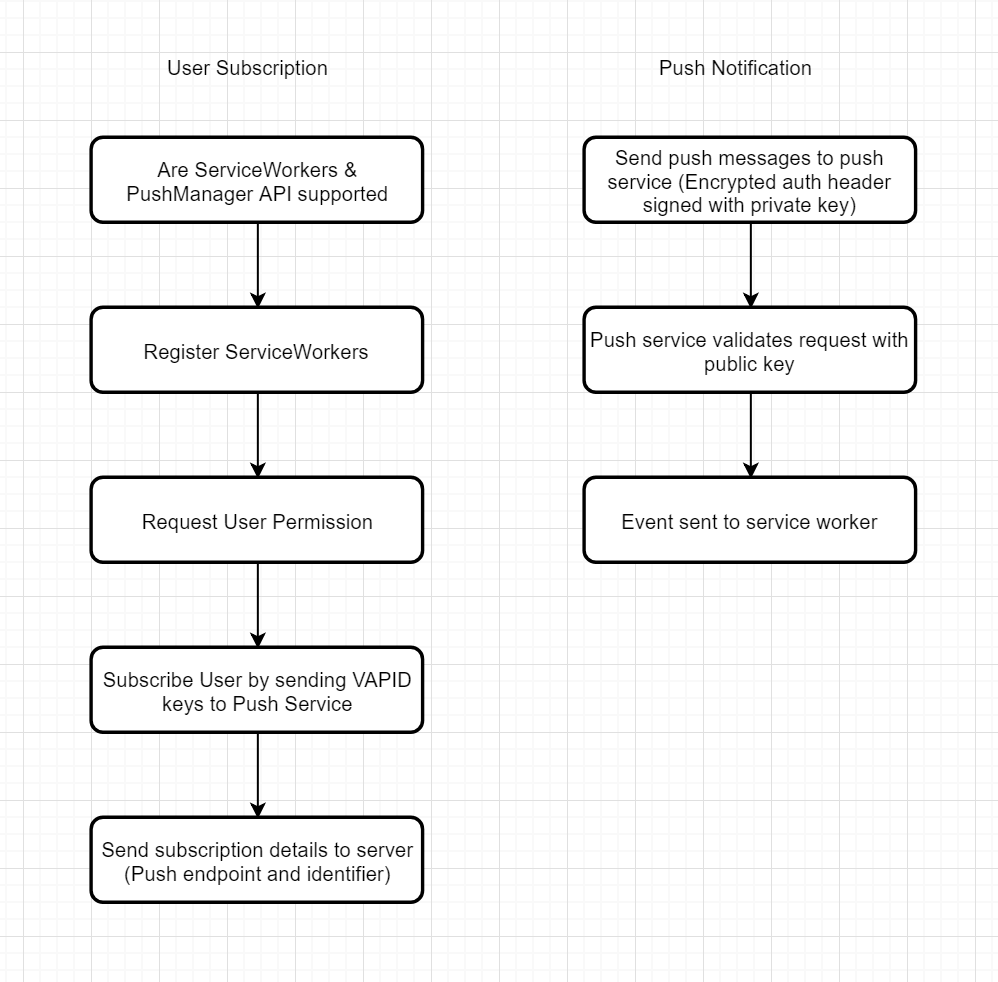 User Subscription
Are ServiceWorkers &
PushManager API supported
Register ServiceWorkers
Request User Permission
Subscribe User by sending VAPID
keys to Push Service
Send subscription details to server
(Push endpoint and identifier)
Push Notification
Send push messages to push
service (Encrypted auth header
signed with private key)
Push service validates request with
public key
Event sent to service worker